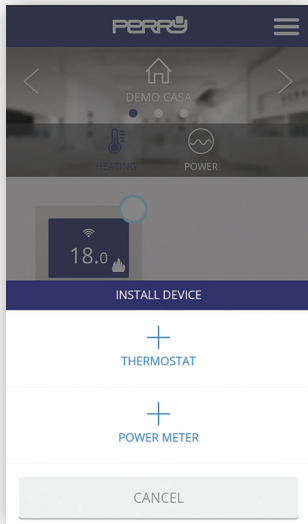 PERRY
DEMO CASA
HEATING
POWER
18.0
INSTALL DEVICE
THERMOSTAT
POWER METER
CANCEL